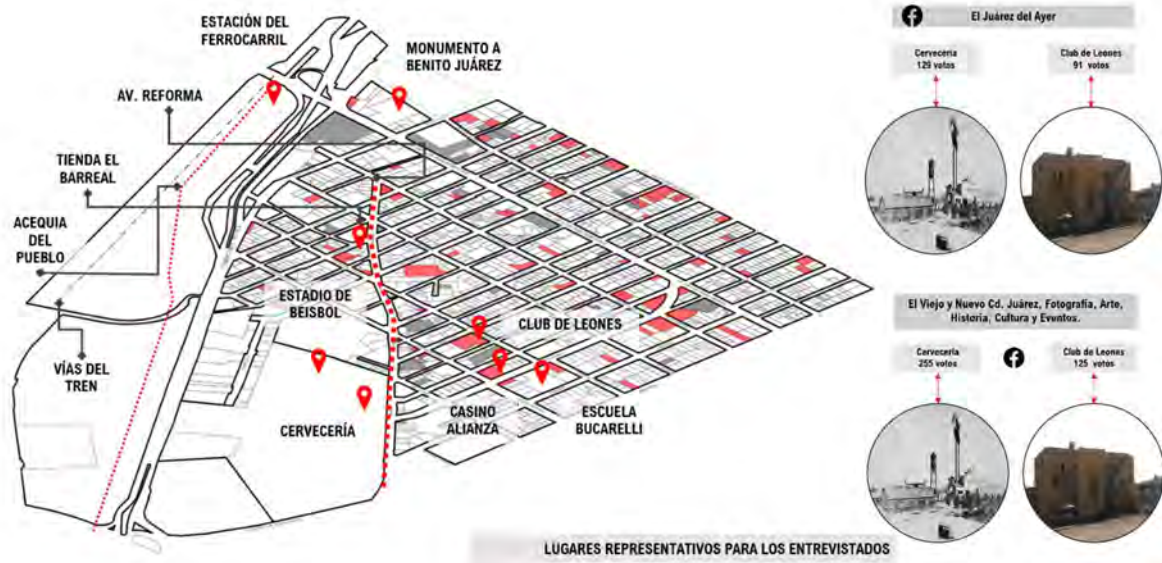 ESTACIÓN DEL
FERROCARRIL
MONUMENTO A
BENITO JUÁREZ
AV. REFORMA
TIENDA EL
BARREAL
ACEQUIA
DEL
PUEBLO
ESTADIO DE
BEISBOL
CLUB DE LEONES
VÍAS DEL
TREN
CERVECERÍA
CASINO
ALIANZA
ESCUELA
BUCARELLI
LUGARES REPRESENTATIVOS PARA LOS ENTREVISTADOS
El Juárez del Ayer
Cervecería
129 votos
Club de Leones
91 votos
El Viejo y Nuevo Cd. Juárez, Fotografía, Arte,
Historia, Cultura y Eventos.
Cervecería
255 votos
Club de Leones
125 votos